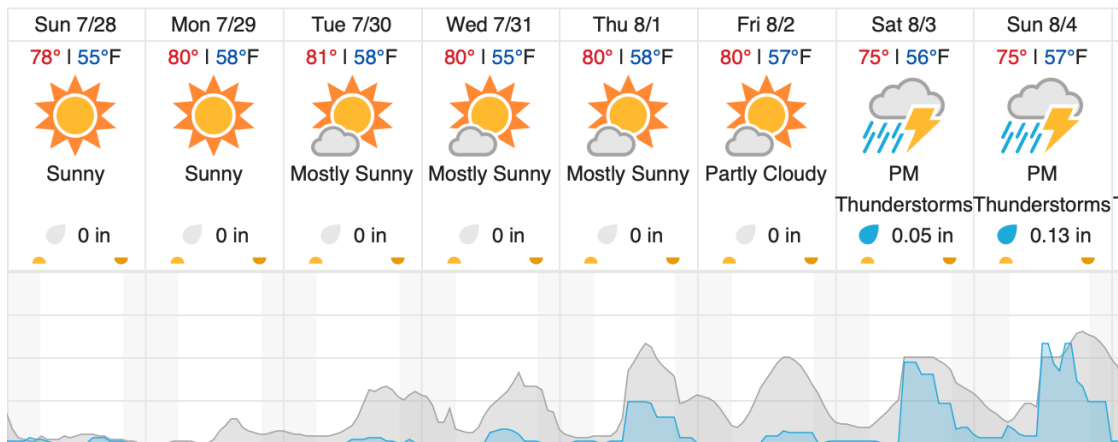 Sun 7/28 Mon 7/29 Tue 7/30 Wed 7/31 Thu 8/1 Fri 8/2 Sat 8/3 Sun 8/4
78° | 55°F 80° | 58°F 81° | 58°F 80° | 55°F 80° | 58°F 80° | 57°F 75° | 56°F 75° | 57°F
Sunny Sunny Mostly Sunny Mostly Sunny Mostly Sunny Partly Cloudy PM PM
Thunderstorms Thunderstorms
0 in 0 in 0 in 0 in 0 in 0 in 0.05 in 0.13 in